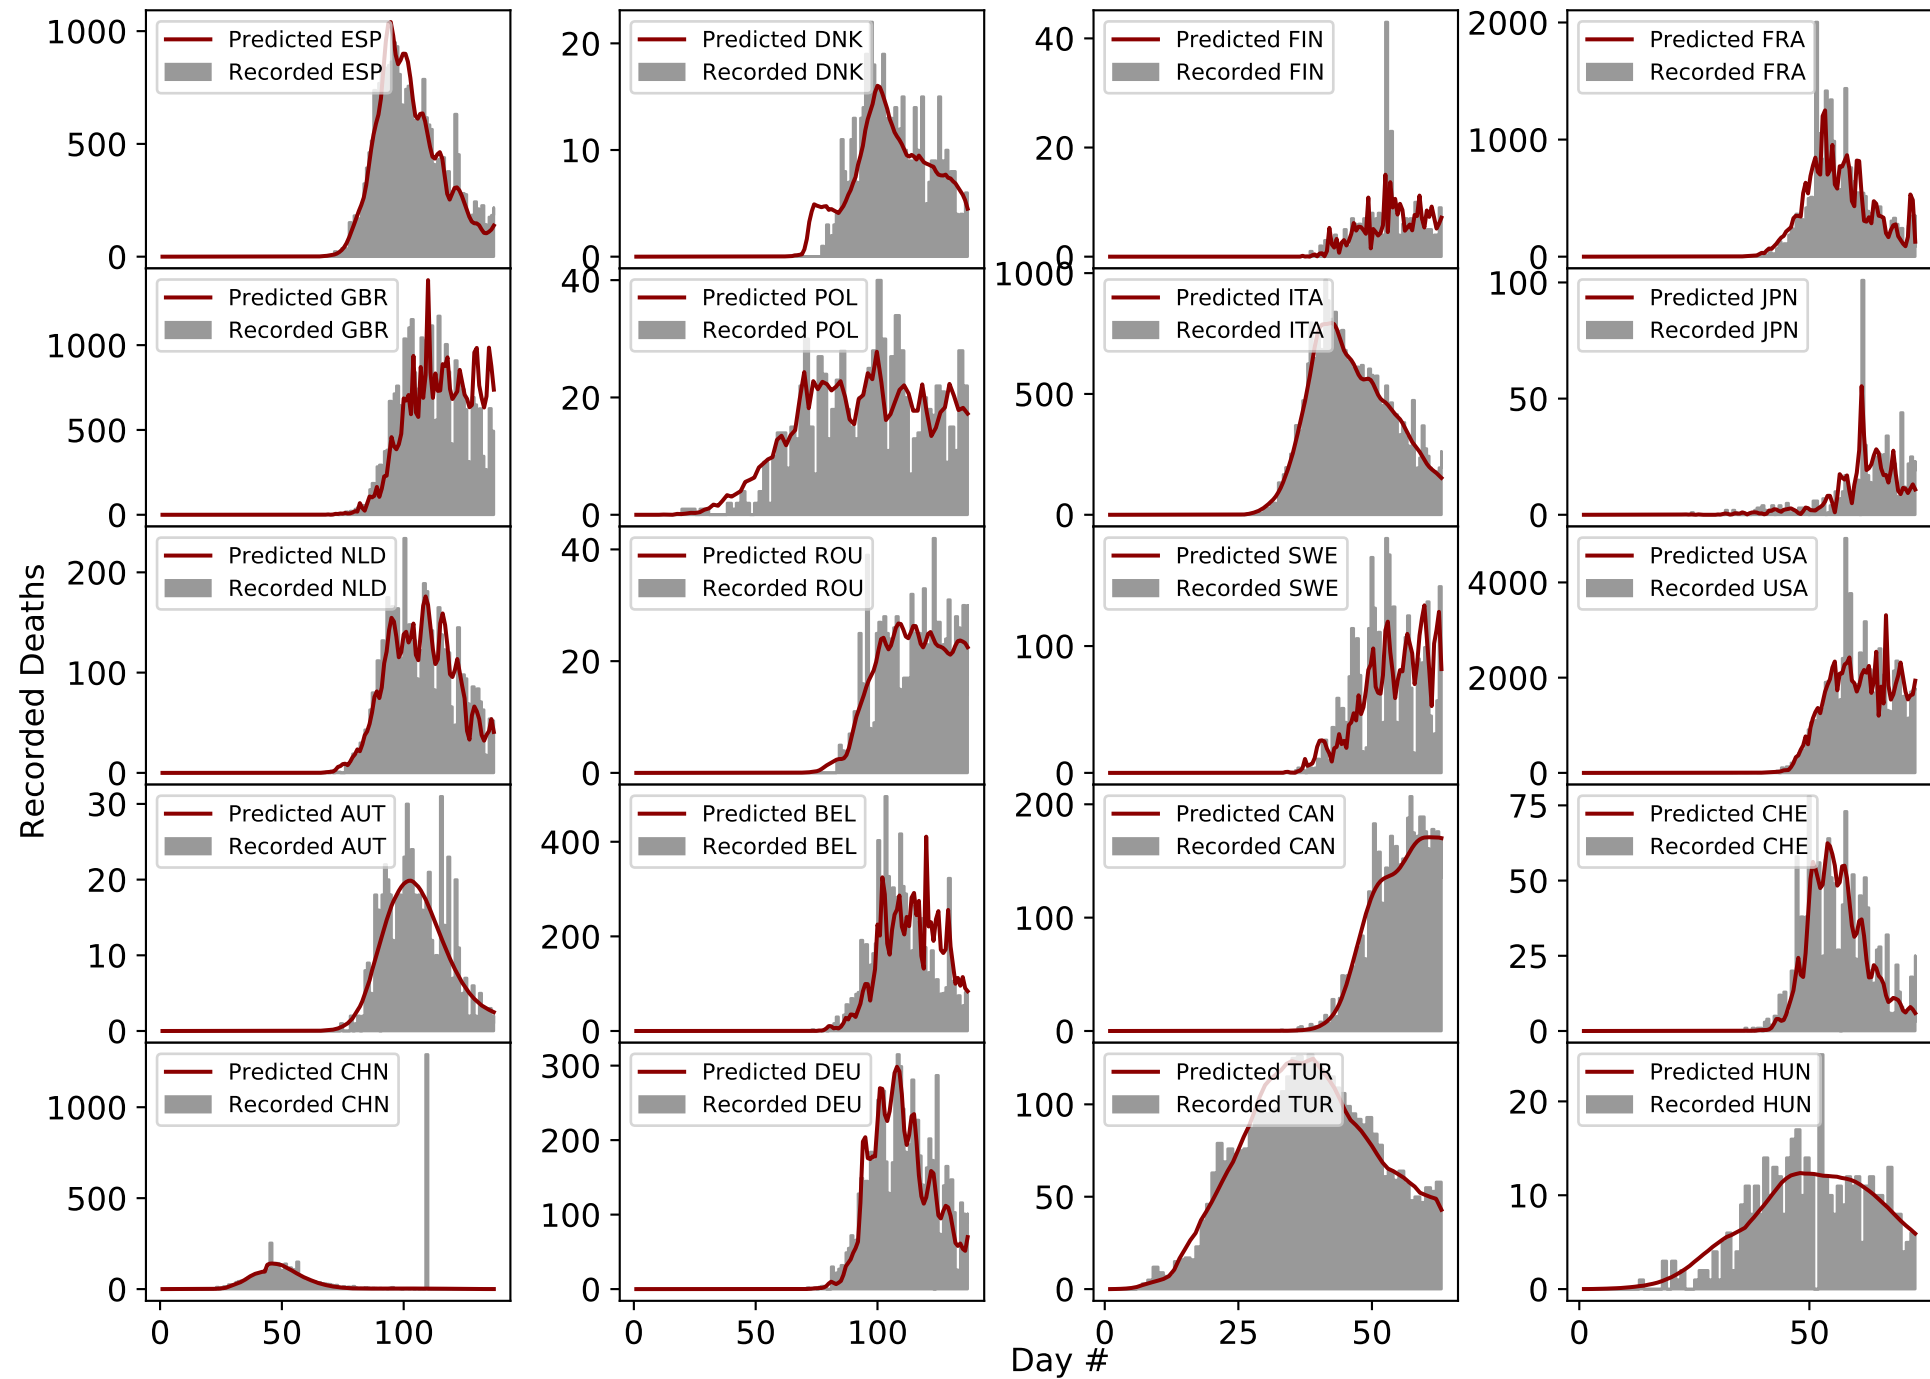 Recorded Deaths
1000
500
0
Predicted ESP
Recorded ESP
20
10
0
Predicted DNK
Recorded DNK
40
20
0
Predicted FIN
Recorded FIN
2000
1000
0
Predicted FRA
Recorded FRA
1000
500
0
Predicted GBR
Recorded GBR
40
20
0
Predicted POL
Recorded POL
1000
500
0
Predicted ITA
Recorded ITA
100
50
0
Predicted JPN
Recorded JPN
200
100
0
Predicted NLD
Recorded NLD
40
20
0
Predicted ROU
Recorded ROU
100
0
Predicted SWE
Recorded SWE
4000
2000
0
Predicted USA
Recorded USA
30
20
10
0
Predicted AUT
Recorded AUT
400
200
0
Predicted BEL
Recorded BEL
200
100
0
Predicted CAN
Recorded CAN
75
50
25
0
Predicted CHE
Recorded CHE
1000
500
0
Predicted CHN
Recorded CHN
300
200
100
0
Predicted DEU
Recorded DEU
100
50
0
Predicted TUR
Recorded TUR
20
10
0
Predicted HUN
Recorded HUN
0 50 100
0 50 100
0 25 50
0 50
Day #